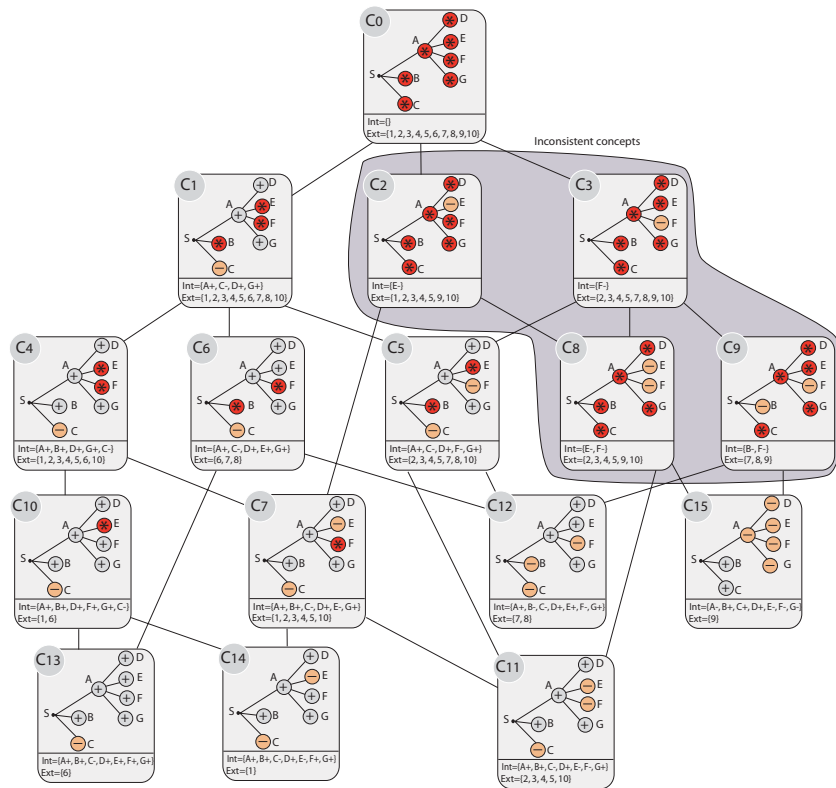 C0
D
A
E
F
G
S
B
C
Int={}
Ext={1, 2, 3, 4, 5, 6, 7, 8, 9,10}
Inconsistent concepts
C1
D
A
E
F
G
S
B
C
Int={A+, C-, D+, G+}
Ext={1, 2, 3, 4, 5, 6, 7, 8, 10}
C2
D
A
E
F
G
S
B
C
Int={E-}
Ext={1, 2, 3, 4, 5, 9, 10}
C3
D
A
E
F
G
S
B
C
Int={F-}
Ext={2, 3, 4, 5, 7, 8, 9, 10}
C4
D
A
E
F
G
S
B
C
Int={A+, B+, D+, G+, C-}
Ext={1, 2, 3, 4, 5, 6, 10}
C6
D
A
E
F
G
S
B
C
Int={A+, C-, D+, E+, G+}
Ext={6, 7, 8}
C5
D
A
E
F
G
S
B
C
Int={A+, C-, D+, F-, G+}
Ext={2, 3, 4, 5, 7, 8, 10}
C8
D
A
E
F
G
S
B
C
Int={E-, F-}
Ext={2, 3, 4, 5, 9, 10}
C9
D
A
E
F
G
S
B
C
Int={B-, F-}
Ext={7, 8, 9}
C10
D
A
E
F
G
S
B
C
Int={A+, B+, D+, F+, G+, C-}
Ext={1, 6}
C7
D
A
E
F
G
S
B
C
Int={A+, B+, C-, D+, E-, G+}
Ext={1, 2, 3, 4, 5, 10}
C12
D
A
E
F
G
S
B
C
Int={A+, B-, C-, D+, E+, F-, G+}
Ext={7, 8}
C15
D
A
E
F
G
S
B
C
Int={A-, B+, C+, D+, E-, F-, G-}
Ext={9}
C13
D
A
E
F
G
S
B
C
Int={A+, B+, C-, D+, E+, F+, G+}
Ext={6}
C14
D
A
E
F
G
S
B
C
Int={A+, B+, C-, D+, E-, F+, G+}
Ext={1}
C11
D
A
E
F
G
S
B
C
Int={A+, B+, C-, D+, E-, F-, G+}
Ext={2, 3, 4, 5, 10}